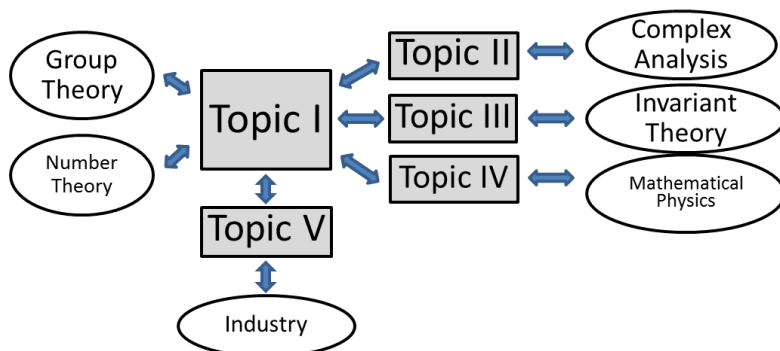 Group
Theory
Number
Theory
Topic I
Topic II
Topic III
Topic IV
Complex
Analysis
Invariant
Theory
Mathematical
Physics
Topic V
Industry